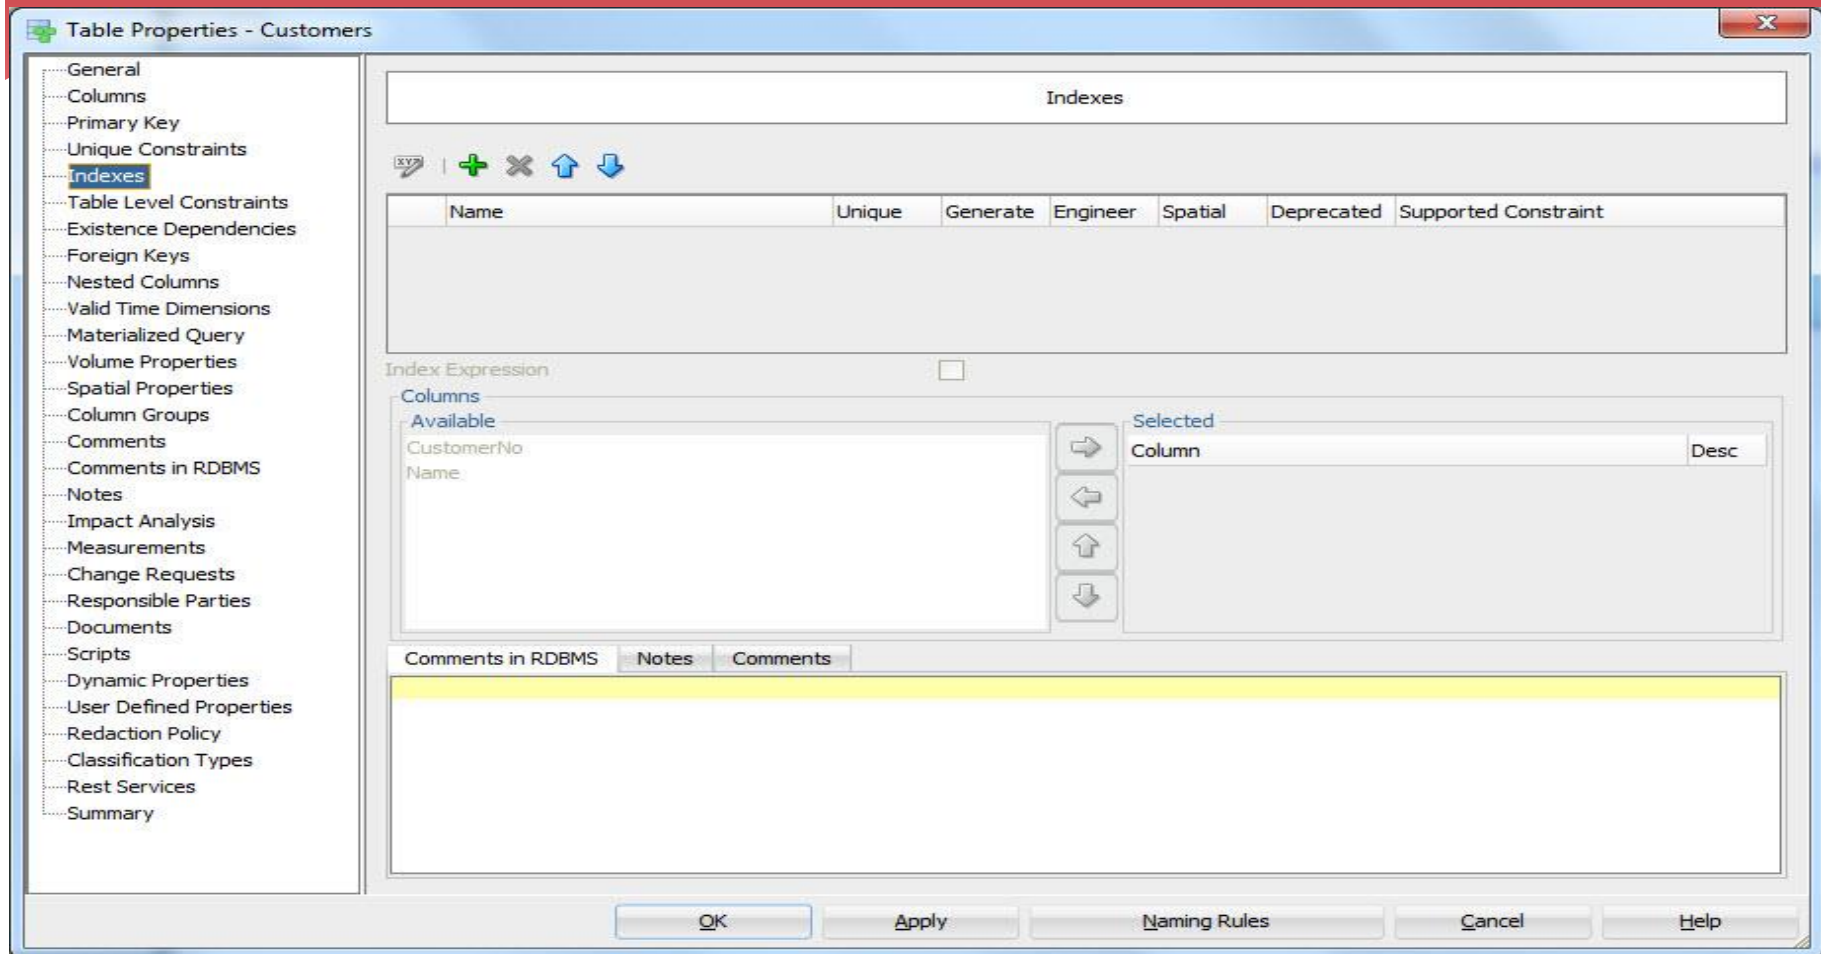 Table Properties - Customers
X
General
Columns
Primary Key
Unique Constraints
Indexes
Table Level Constraints
Existence Dependencies
Foreign Keys
Nested Columns
Valid Time Dimensions
Materialized Query
Volume Properties
Spatial Properties
Column Groups
Comments
Comments in RDBMS
Notes
Impact Analysis
Measurements
Change Requests
Responsible Parties
Documents
Scripts
Dynamic Properties
User Defined Properties
Redaction Policy
Classification Types
Rest Services
Summary
Indexes
Name Unique Generate Engineer Spatial Deprecated Supported Constraint
Index Expression
Columns
Available
CustomerNo
Name
Selected
Column Desc
Comments in RDBMS Notes Comments
OK Apply Naming Rules Cancel Help